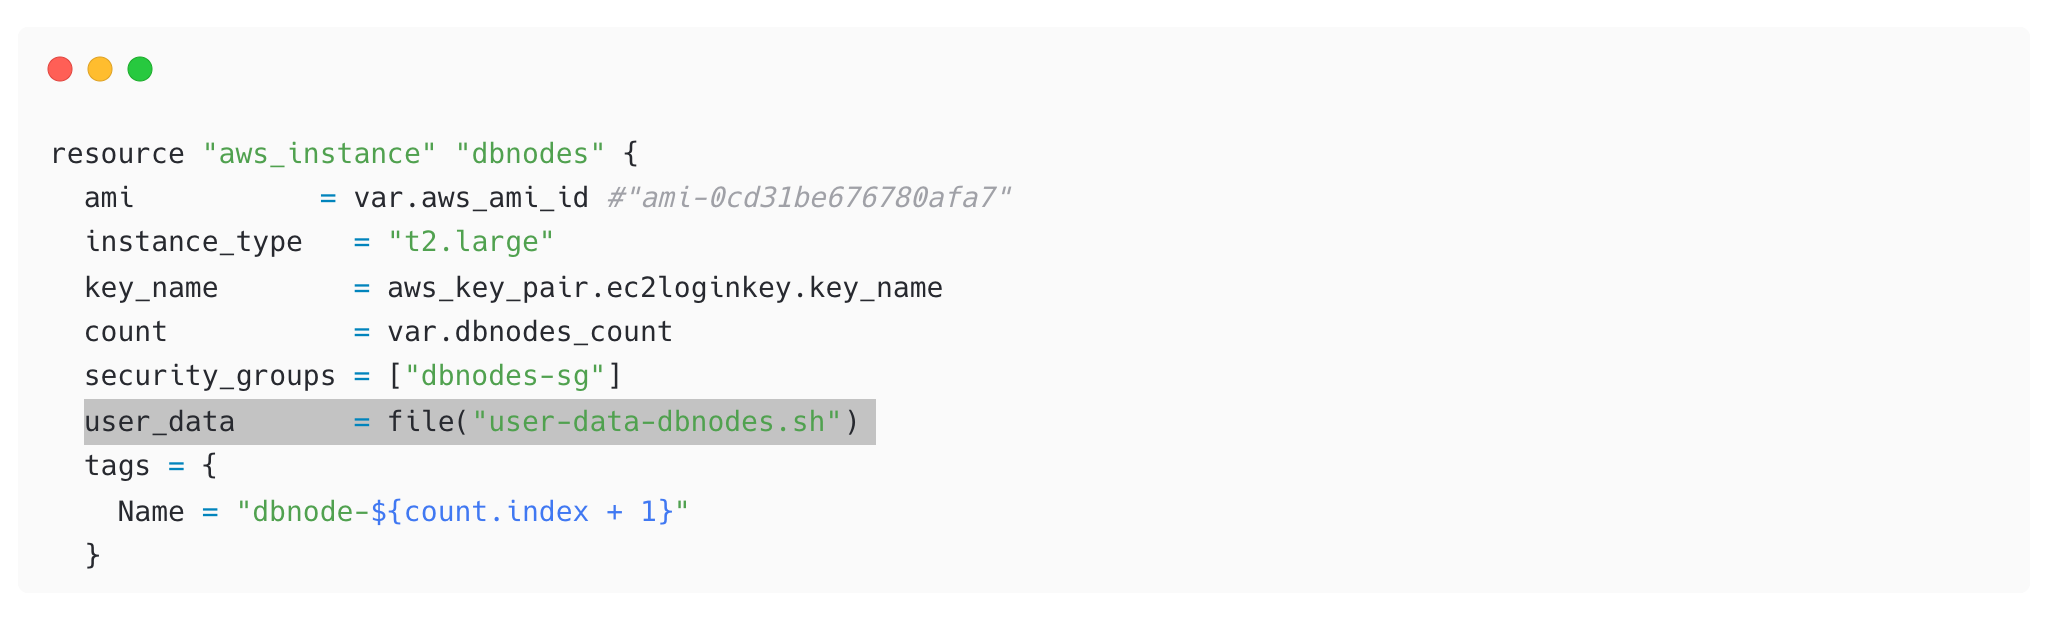 resource "aws_instance" "dbnodes" {
  ami           = var.aws_ami_id #"ami-0cd31be676780afa7"
  instance_type   = "t2.large"
  key_name        = aws_key_pair.ec2loginkey.key_name
  count           = var.dbnodes_count
  security_groups = ["dbnodes-sg"]
  user_data       = file("user-data-dbnodes.sh")
  tags = {
    Name = "dbnode-${count.index + 1}"
  }